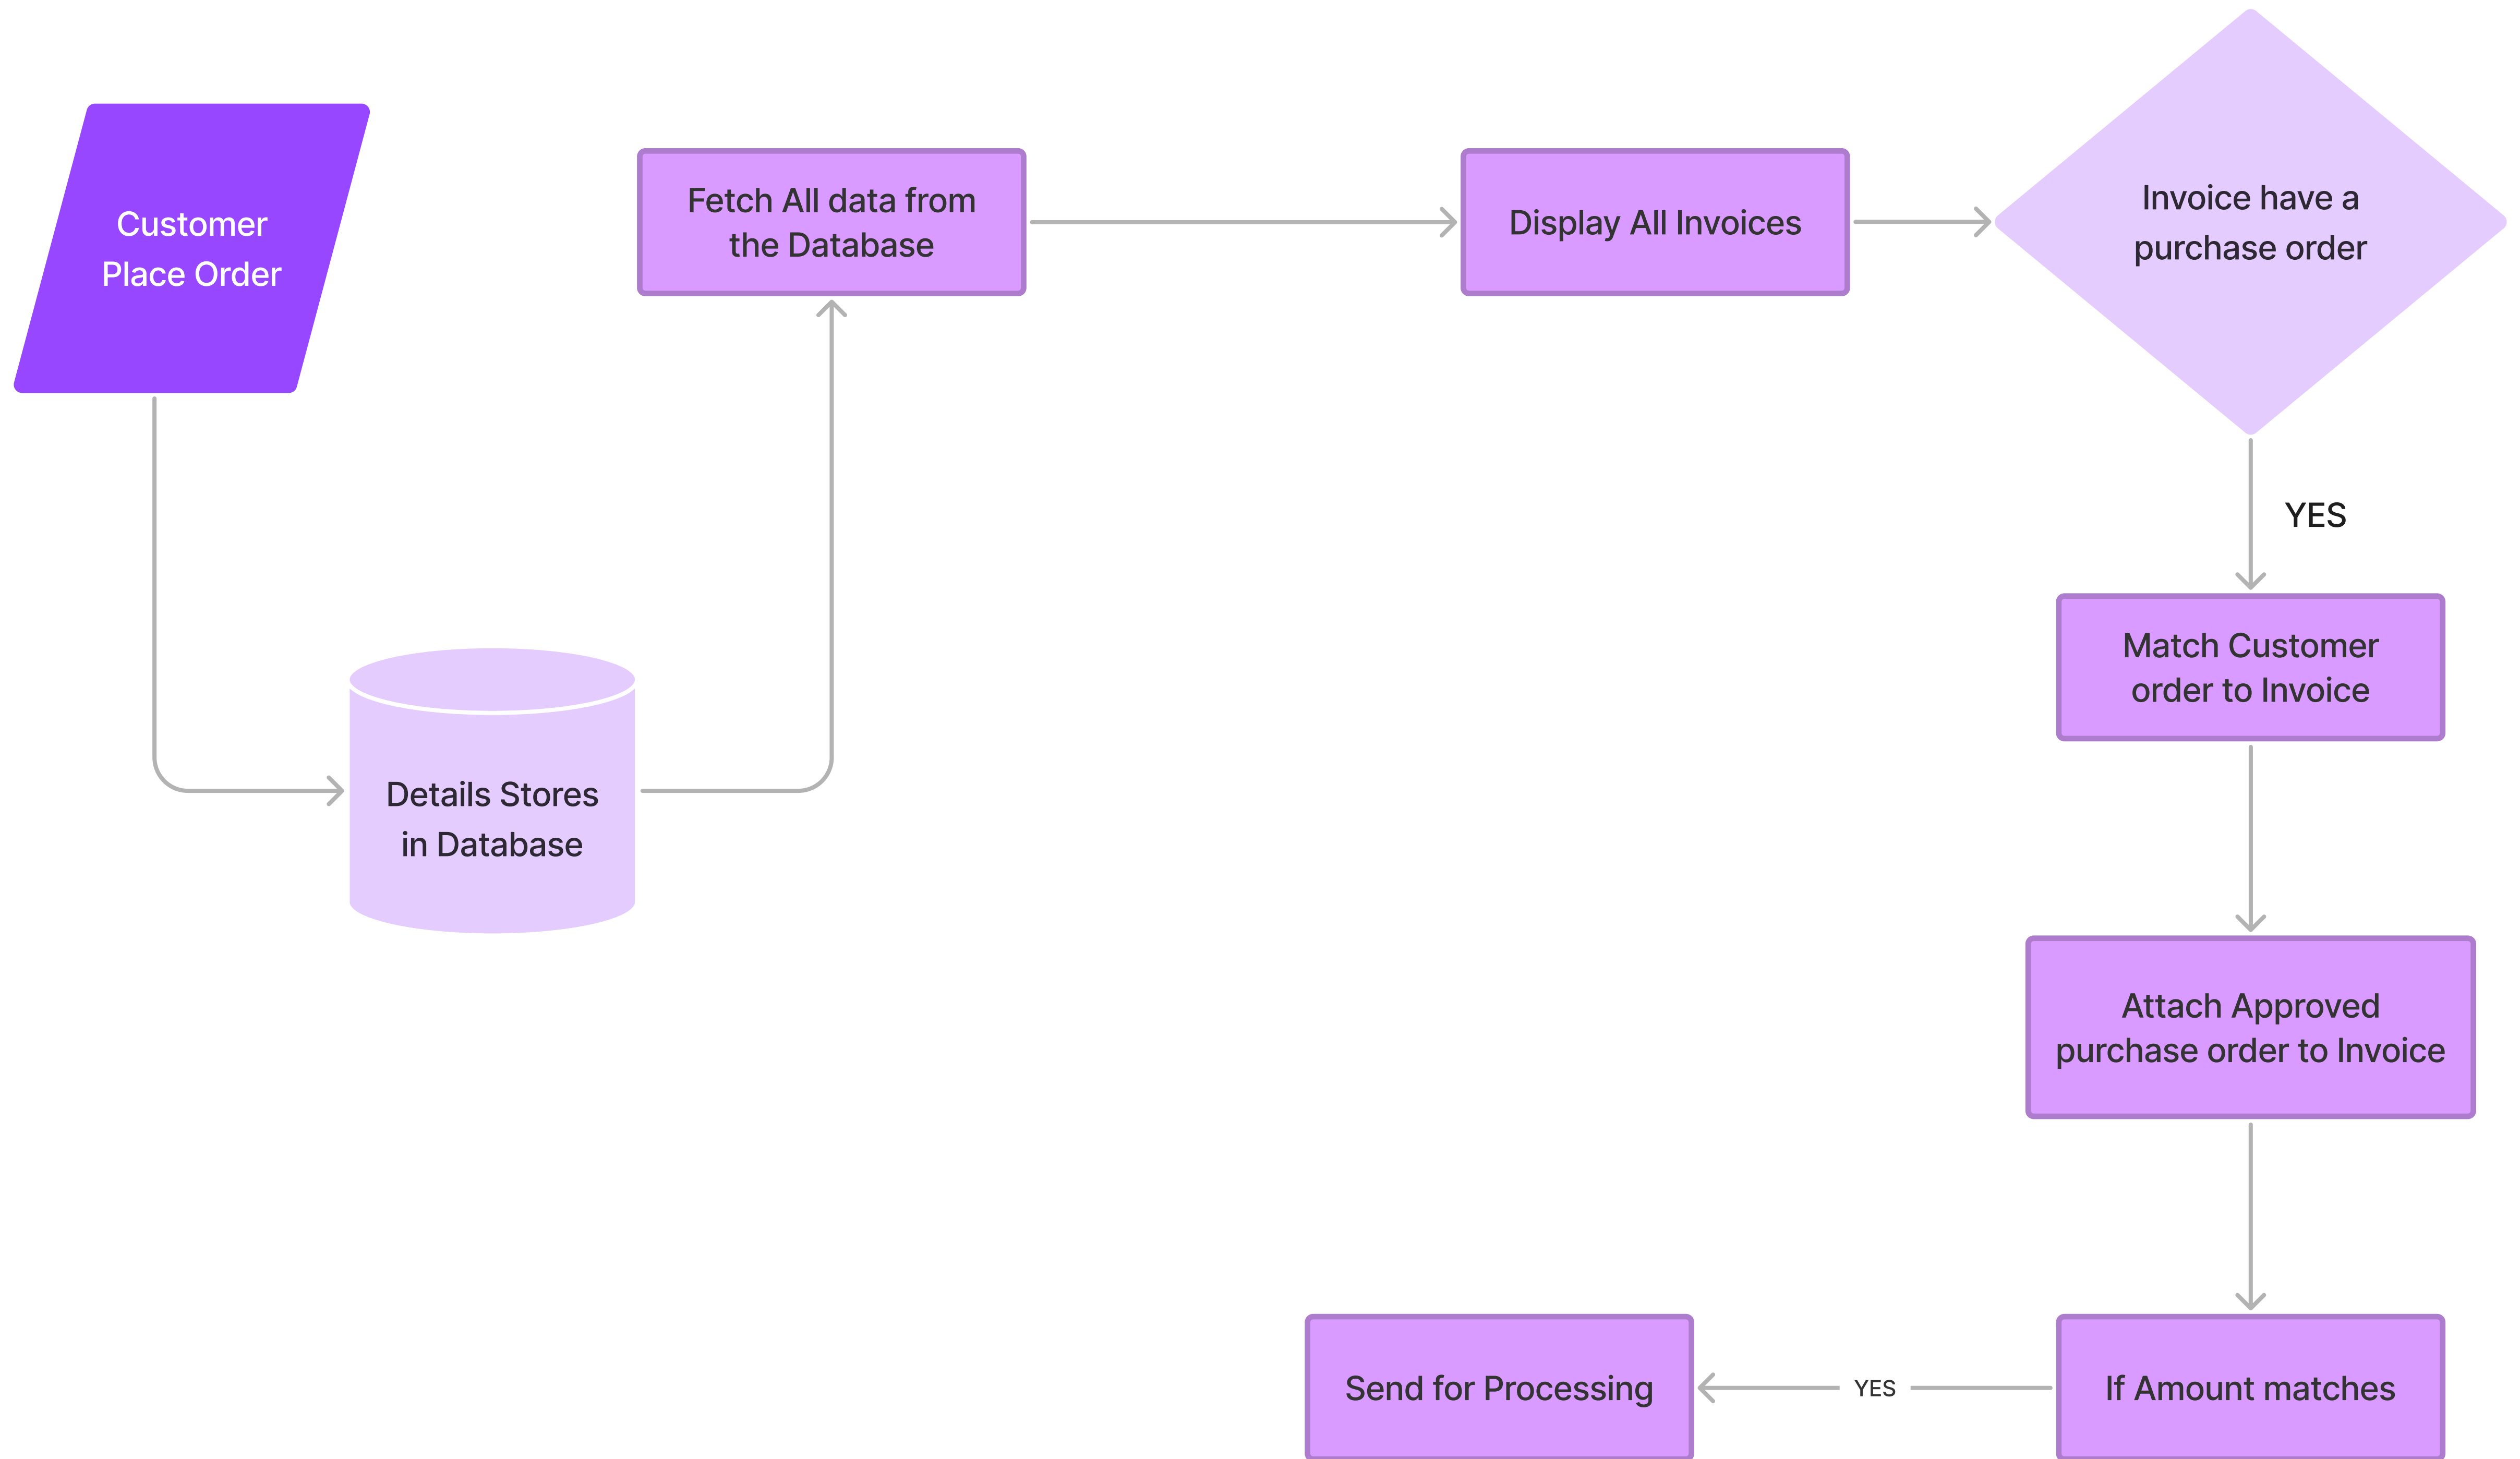 Customer
Place Order
Fetch All data from
the Database
Display All Invoices
Invoice have a
purchase order
YES
Match Customer
order to Invoice
Details Stores
in Database
Attach Approved
purchase order to Invoice
Send for Processing
YES
If Amount matches